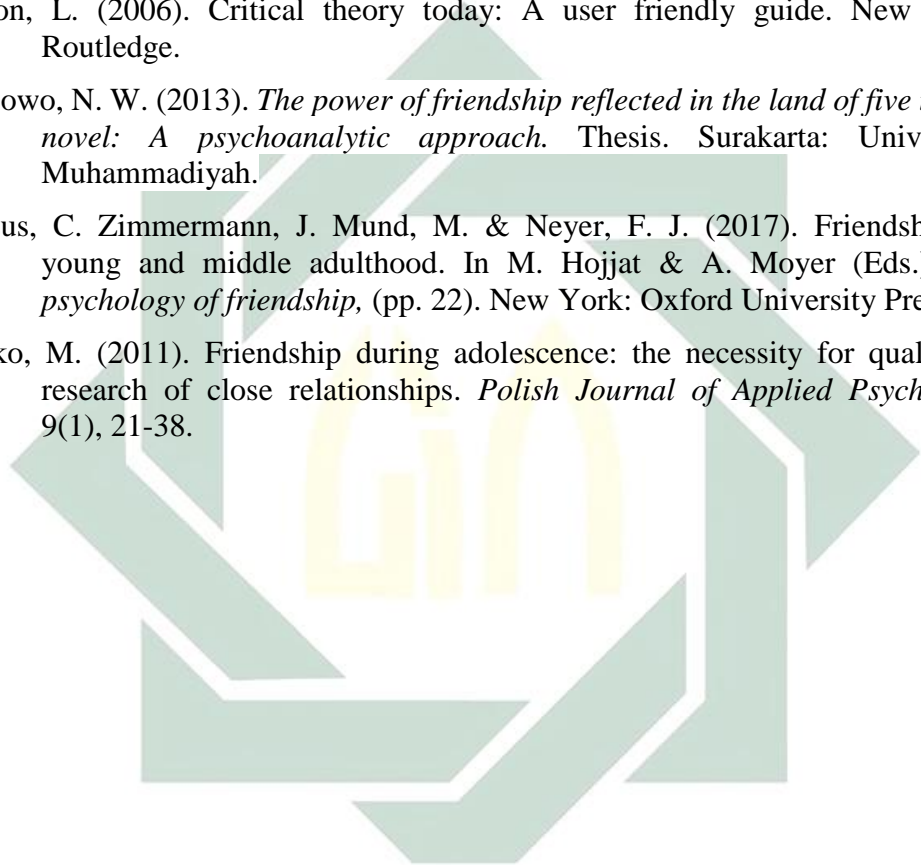 on, L. (2006). Critical theory today: A user friendly guide. New
Routledge.
owo, N. W. (2013). The power of friendship reflected in the land of five
novel: A psychoanalytic approach. Thesis. Surakarta: Univ
Muhammadiyah.
us, C. Zimmermann, J. Mund, M. & Neyer, F. J. (2017). Friendsh
young and middle adulthood. In M. Hojjat & A. Moyer (Eds.)
psychology of friendship, (pp. 22). New York: Oxford University Pre
ko, M. (2011). Friendship during adolescence: the necessity for qual
research of close relationships. Polish Journal of Applied Psych
9(1), 21-38.